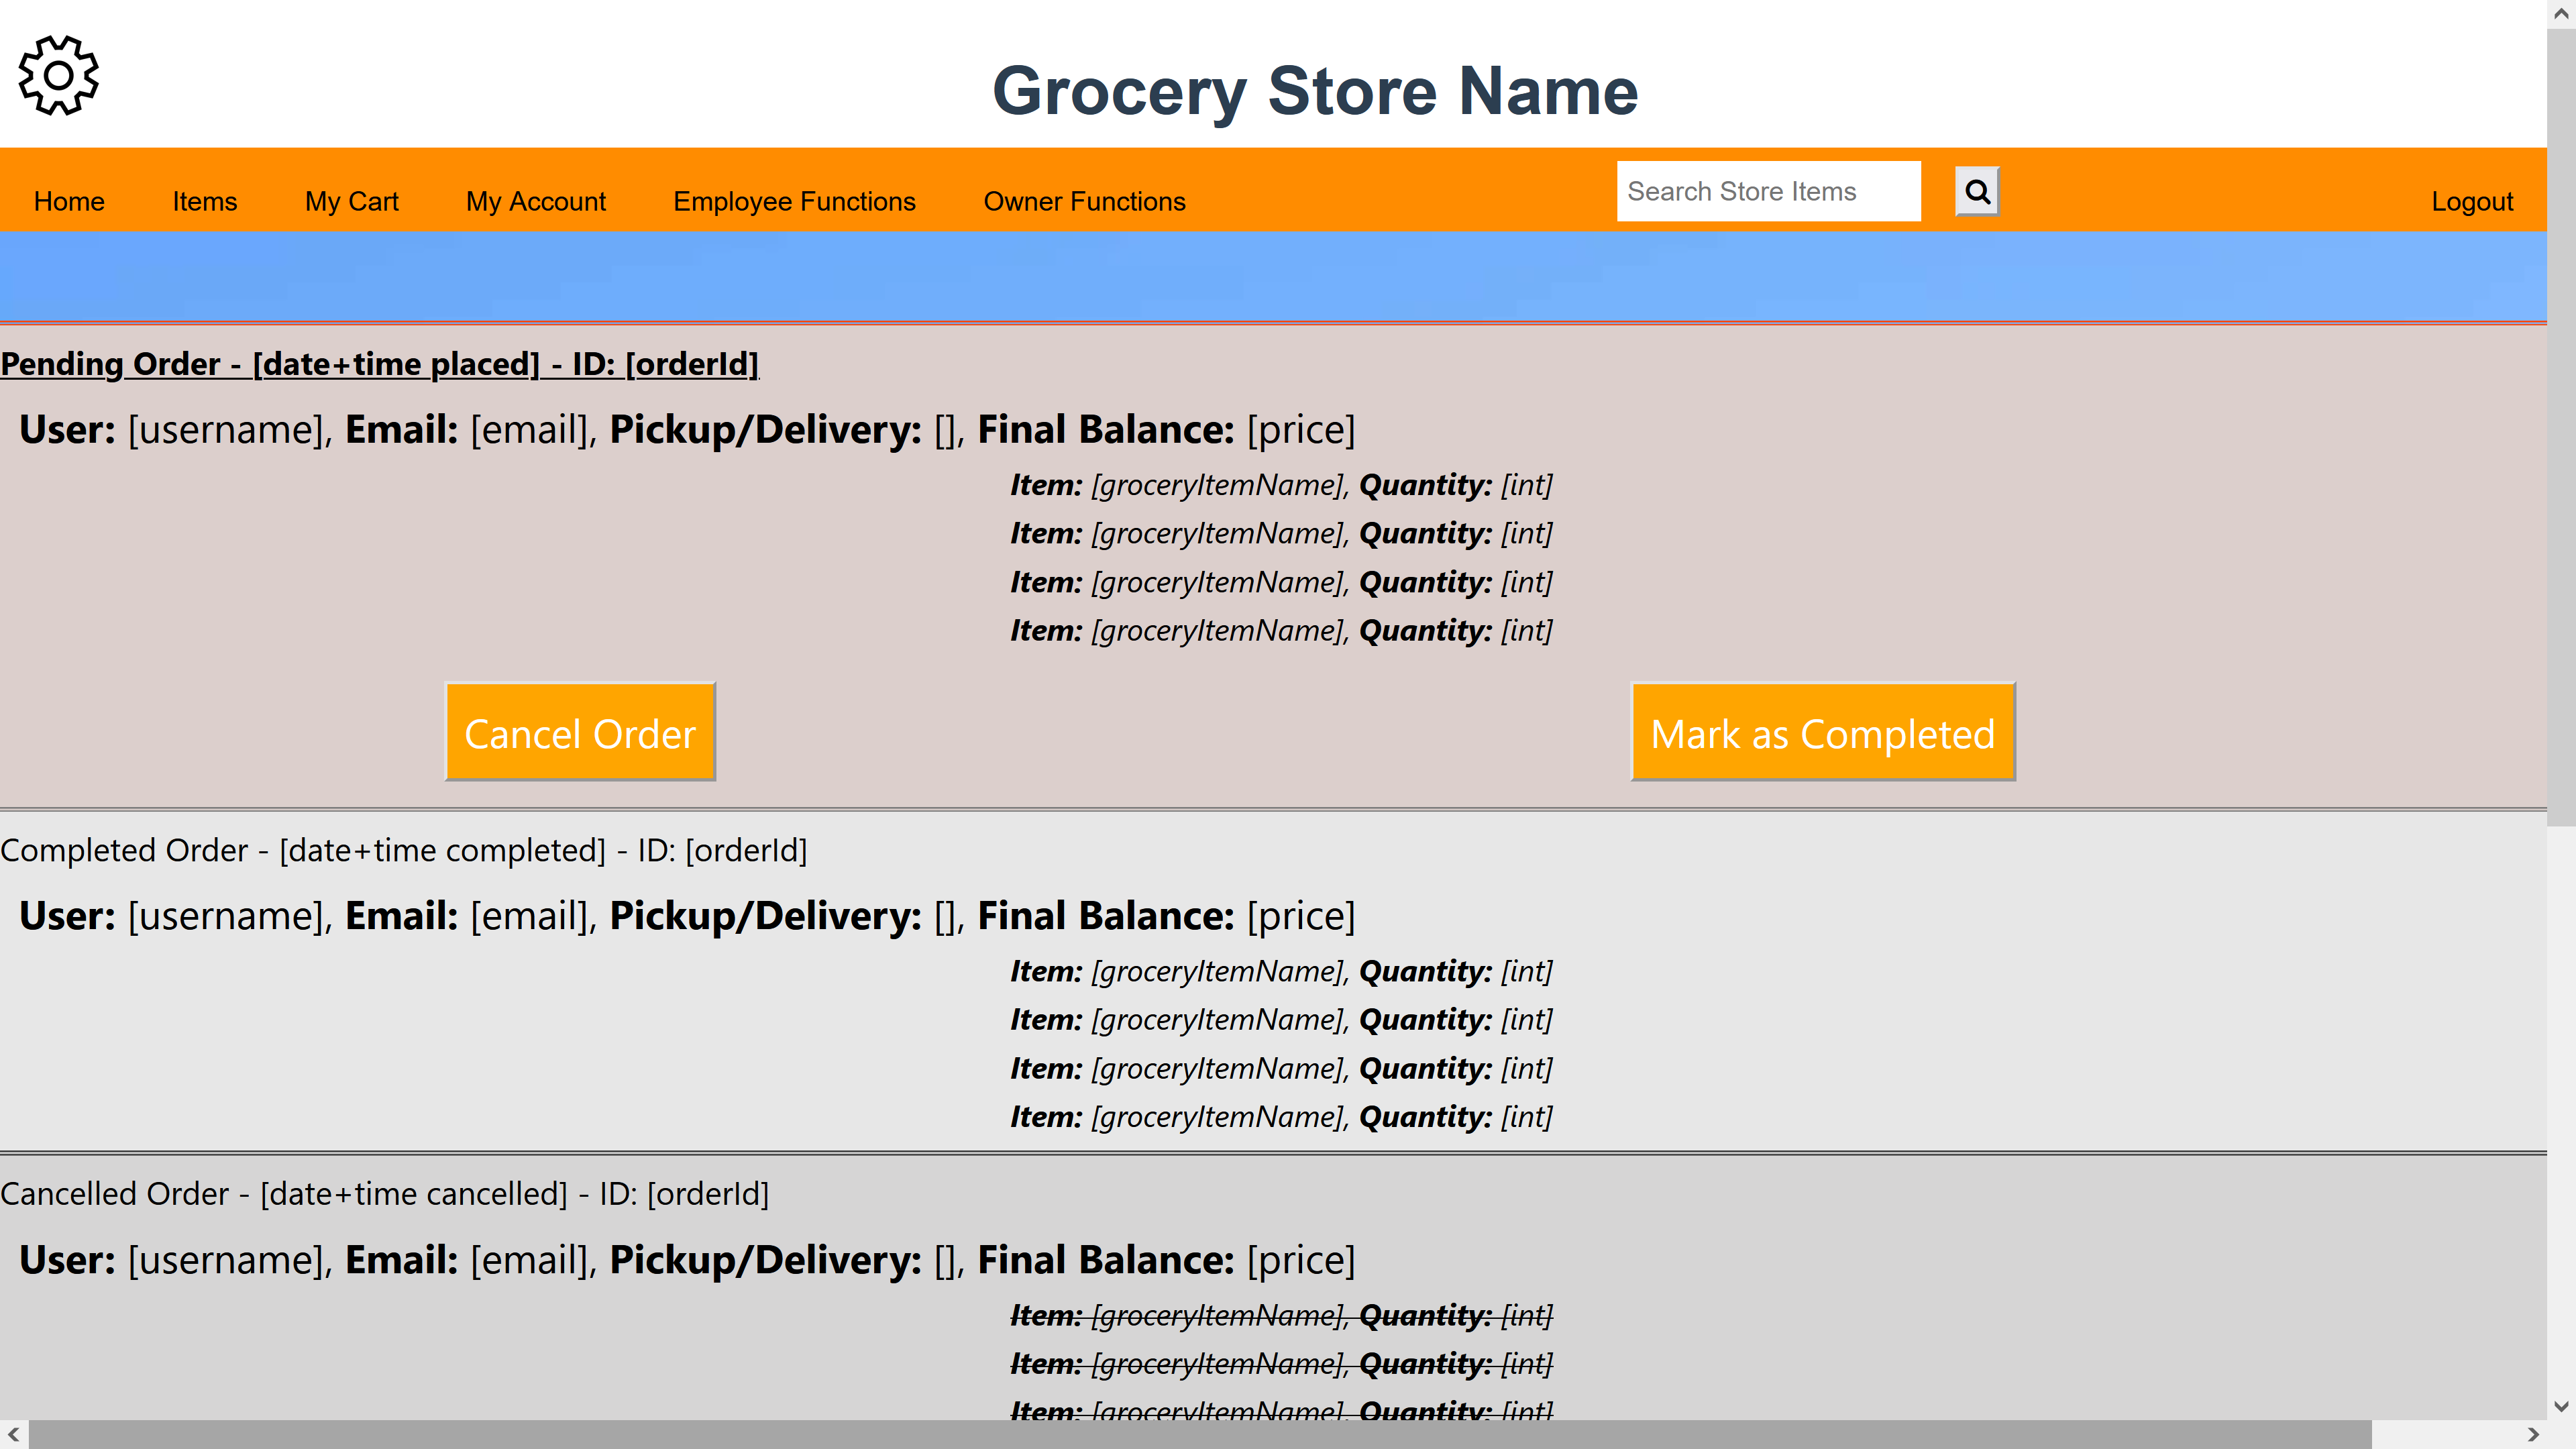 Grocery Store Name
Home Items My Cart My Account Employee Functions Owner Functions Search Store Items Logout
Pending Order - [date+time placed] - ID: [orderId]
User: [username], Email: [email], Pickup/Delivery: [], Final Balance: [price]
Item: [groceryItemName], Quantity: [int]
Item: [groceryItemName], Quantity: [int]
Item: [groceryItemName], Quantity: [int]
Item: [groceryItemName], Quantity: [int]
Cancel Order Mark as Completed
Completed Order - [date+time completed] - ID: [orderId]
User: [username], Email: [email], Pickup/Delivery: [], Final Balance: [price]
Item: [groceryItemName], Quantity: [int]
Item: [groceryItemName], Quantity: [int]
Item: [groceryItemName], Quantity: [int]
Item: [groceryItemName], Quantity: [int]
Cancelled Order - [date+time cancelled] - ID: [orderId]
User: [username], Email: [email], Pickup/Delivery: [], Final Balance: [price]
Item: [groceryItemName], Quantity: [int]
Item: [groceryItemName], Quantity: [int]
Item: [groceryItemName], Quantity: [int]